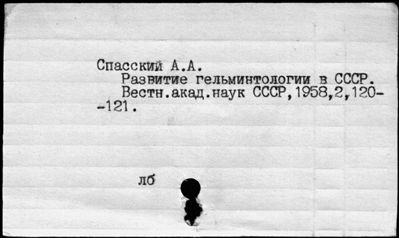 Спасский А.А.
Развитие гельминтологии в СССР.
Вестн.акад.наук СССР,1958,2,120-
-121.
лб